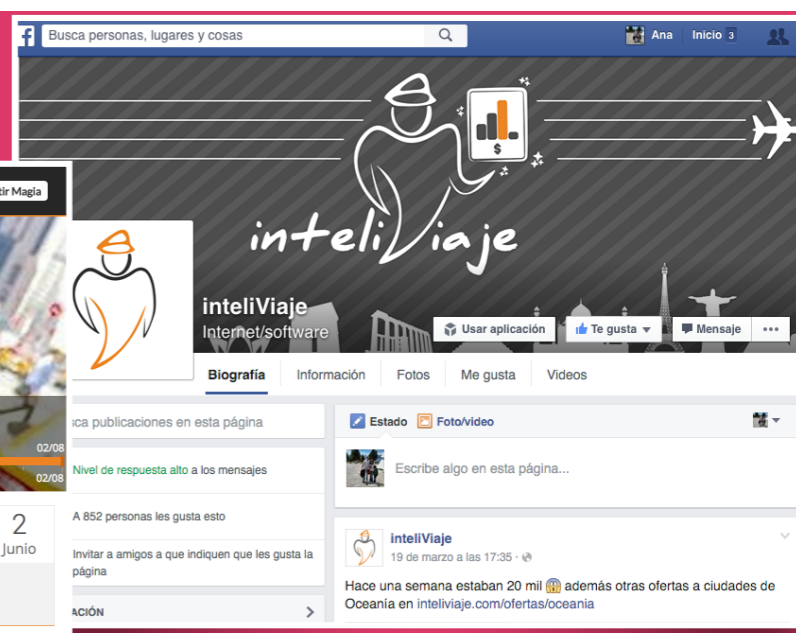 f Busca personas, lugares y cosas
Ana Inicio 3
$
inteliViaje
tir Magia
inteliViaje
Internet/software
Usar aplicación Te gusta Mensaje
Biografía Información Fotos Me gusta Videos
sca publicaciones en esta página
Estado Foto/video
02/08
Nivel de respuesta alto a los mensajes
Escribe algo en esta página...
02/08
A 852 personas les gusta esto
2
Junio
Invitar a amigos a que indiquen que les gusta la
página
ACIÓN
inteliViaje
19 de marzo a las 17:35 ·
Hace una semana estaban 20 mil 😱 además otras ofertas a ciudades de
Oceanía en inteliviaje.com/ofertas/oceania